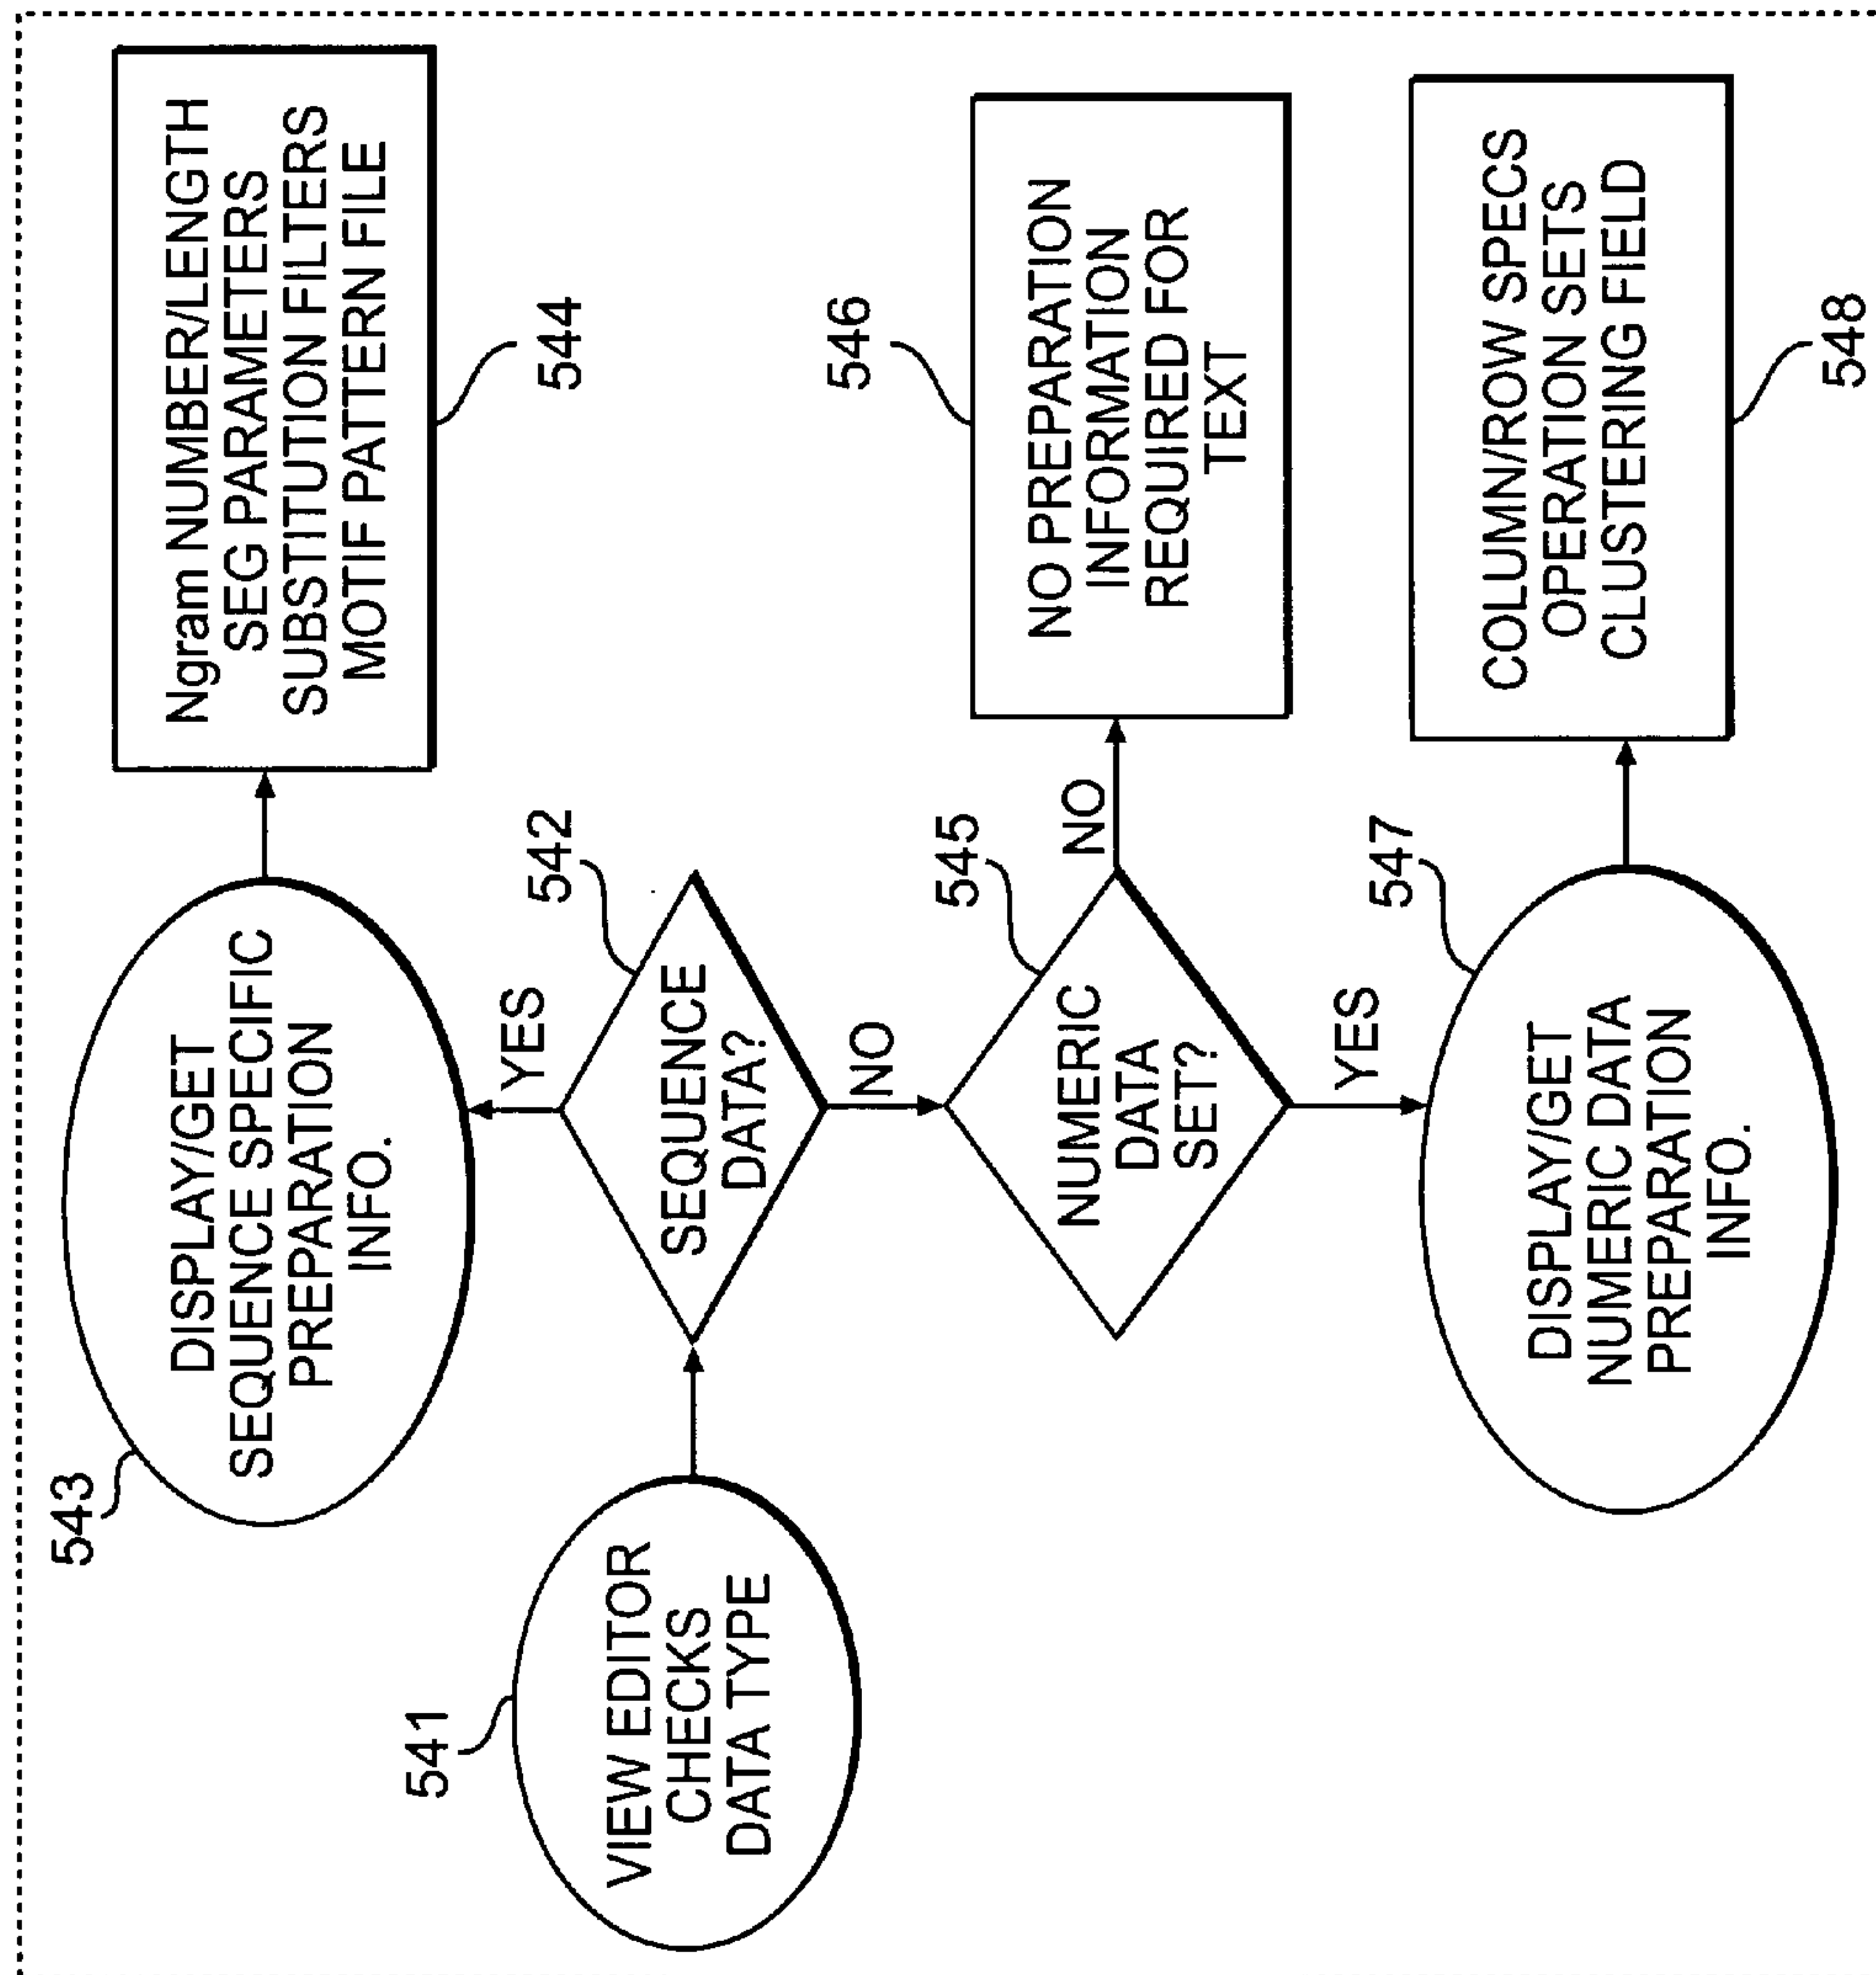 543
DISPLAY/GET
SEQUENCE SPECIFIC
PREPARATION
INFO.
Ngram NUMBER/LENGTH
SEG PARAMETERS
SUBSTITUTION FILTERS
MOTIF PATTERN FILE
544
YES
541
VIEW EDITOR
CHECKS
DATA TYPE
542
SEQUENCE
DATA?
NO
545
NUMERIC
DATA
SET?
NO
546
NO PREPARATION
INFORMATION
REQUIRED FOR
TEXT
YES
547
DISPLAY/GET
NUMERIC DATA
PREPARATION
INFO.
COLUMN/ROW SPECS
OPERATION SETS
CLUSTERING FIELD
548